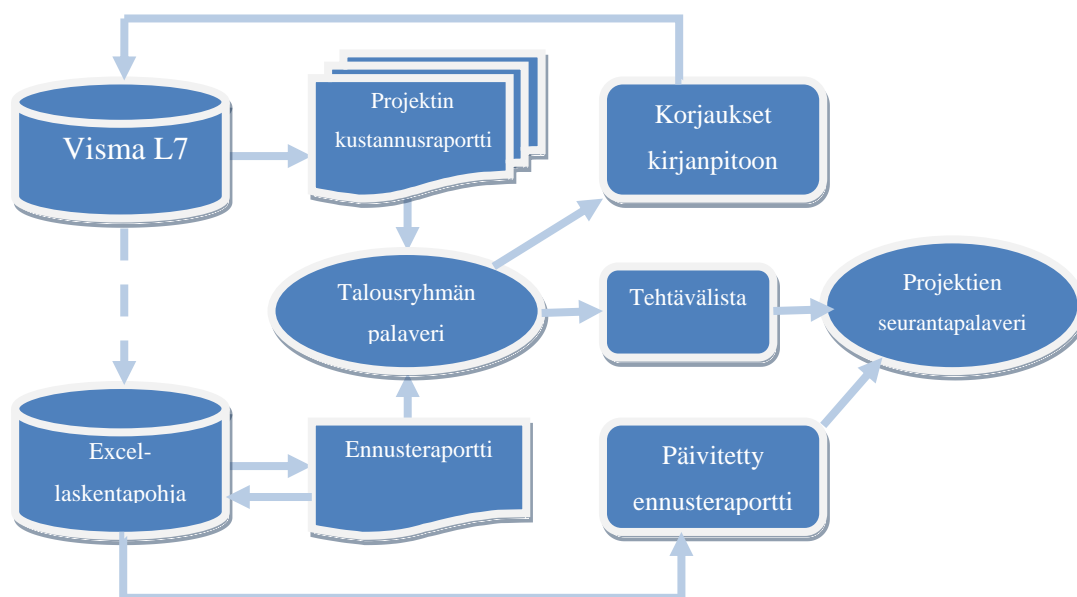 Visma L7
Projektin
kustannusraportti
Korjaukset
kirjanpitoon
Talousryhmän
palaveri
Tehtävälista
Projektien
seurantapalaveri
Excel-
laskentapohja
Ennusteraportti
Päivitetty
ennusteraportti